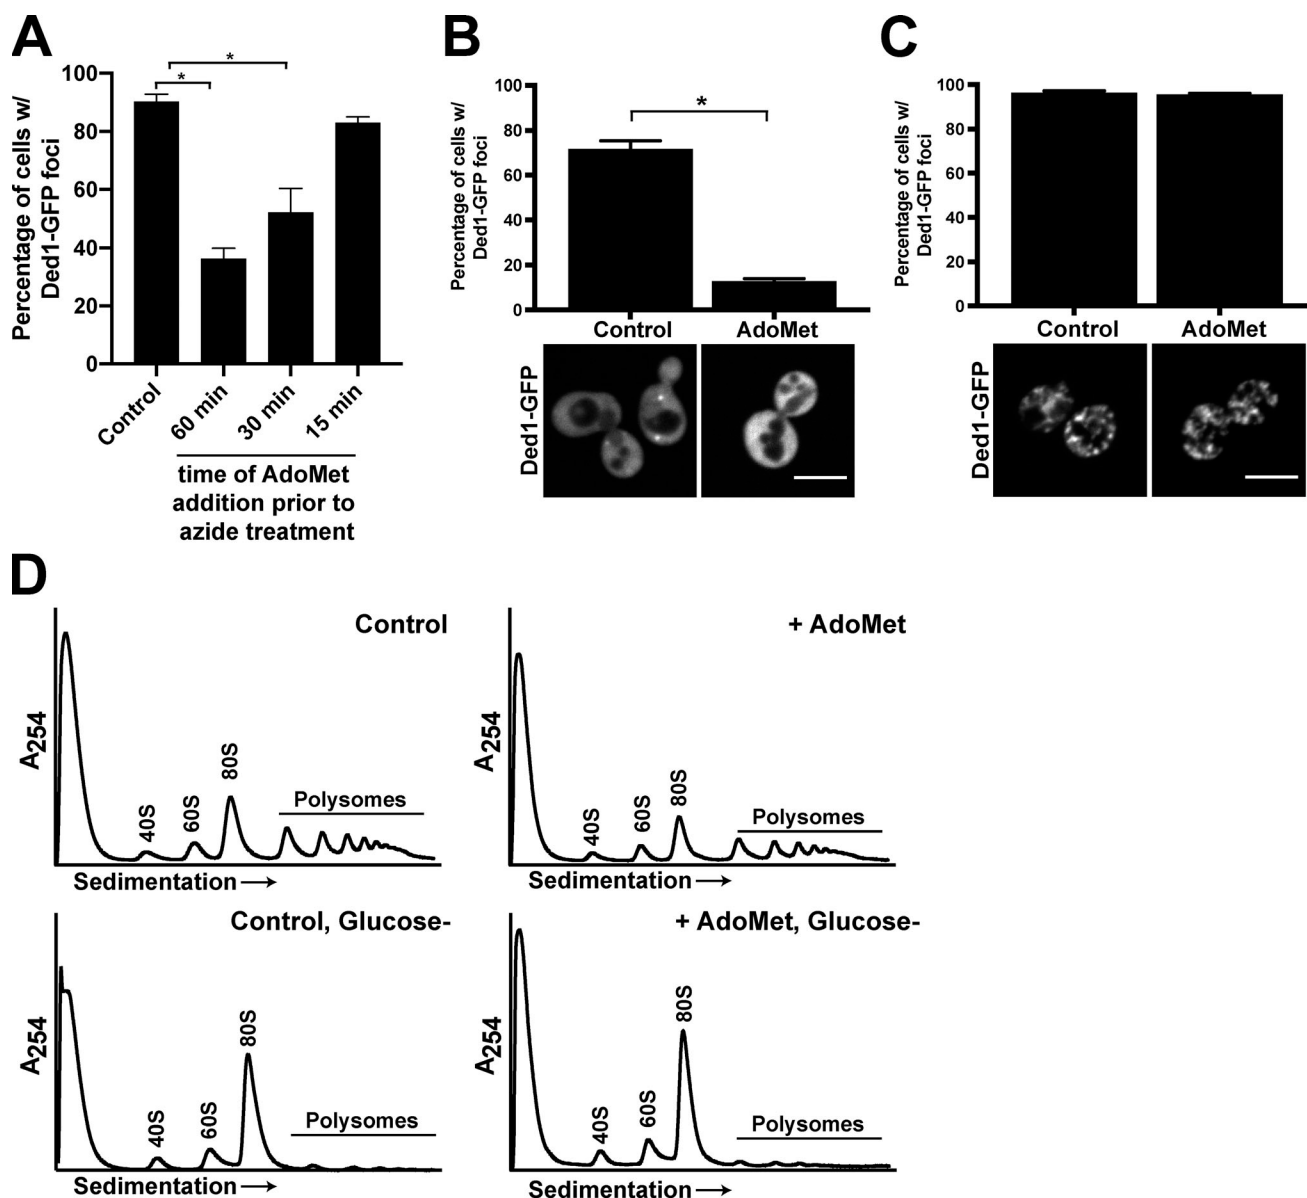 A
Percentage of cells w/
Ded1-GFP foci
100
80
60
40
20
0
*
*
Control
60 min
30 min
15 min
time of AdoMet
addition prior to
azide treatment
B
Percentage of cells w/
Ded1-GFP foci
100
80
60
40
20
0
*
Control
AdoMet
Ded1-GFP
C
Percentage of cells w/
Ded1-GFP foci
100
80
60
40
20
0
Control
AdoMet
Ded1-GFP
D
Control
A254
40S
60S
80S
Polysomes
Sedimentation →
+ AdoMet
A254
40S
60S
80S
Polysomes
Sedimentation →
Control, Glucose-
A254
40S
60S
80S
Polysomes
Sedimentation →
+ AdoMet, Glucose-
A254
40S
60S
80S
Polysomes
Sedimentation →